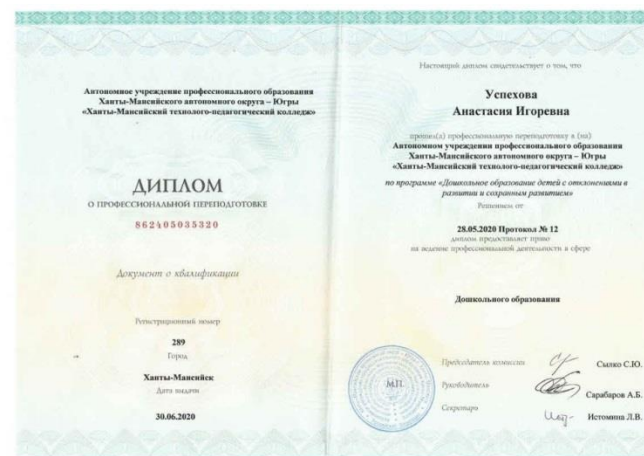 Автономное учреждение профессионального образования
Ханты-Мансийского автономного округа – Югры
«Ханты-Мансийский технолого-педагогический колледж»
ДИПЛОМ
О ПРОФЕССИОНАЛЬНОЙ ПЕРЕПОДГОТОВКЕ
862405035320
Документ о квалификации
Регистрационный номер
289
Город
Ханты-Мансийск
Дата выдачи
30.06.2020
Настоящий диплом свидетельствует о том, что
Успехова
Анастасия Игоревна
прошел(а) профессиональную переподготовку в (на)
Автономном учреждении профессионального образования
Ханты-Мансийского автономного округа – Югры
«Ханты-Мансийский технолого-педагогический колледж»
по программе «Дошкольное образование детей с отклонениями в
развитии и сохранным развитием»
Решением от
28.05.2020 Протокол № 12
диплом предоставляет право
на ведение профессиональной деятельности в сфере
Дошкольного образования
Председатель комиссии Сылко С.Ю.
М.П. Руководитель Сарабаров А.Б.
Секретарь Истомина Л.В.